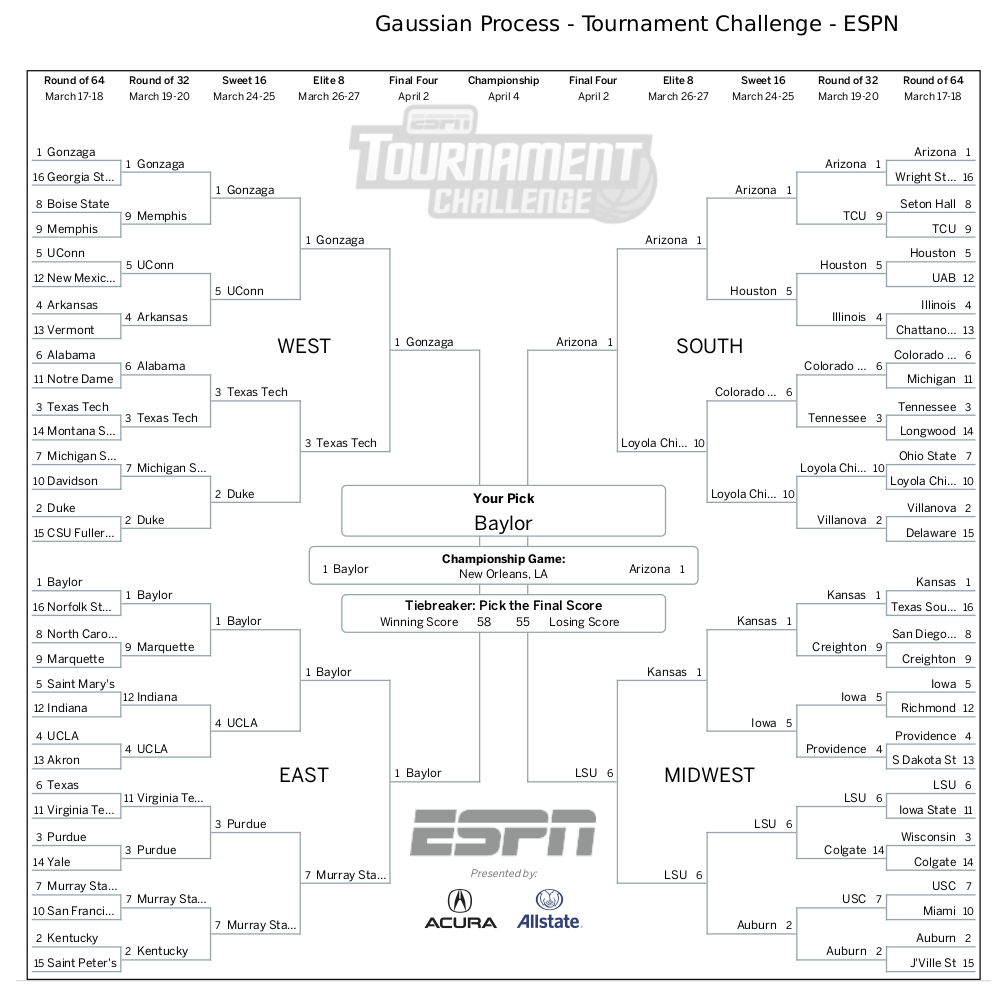 Gaussian Process - Tournament Challenge - ESPN
Round of 64 Round of 32 Sweet 16 Elite 8 Final Four Championship Final Four Elite 8 Sweet 16 Round of 32 Round of 64
March 17-18 March 19-20 March 24-25 March 26-27 April 2 April 4 April 2 March 26-27 March 24-25 March 19-20 March 17-18
ESPN
TOURNAMENT
CHALLENGE
1 Gonzaga
16 Georgia St...
8 Boise State
9 Memphis
5 UConn
12 New Mexic...
4 Arkansas
13 Vermont
6 Alabama
11 Notre Dame
3 Texas Tech
14 Montana S...
7 Michigan S...
10 Davidson
2 Duke
15 CSU Fuller...
1 Gonzaga
9 Memphis
5 UConn
4 Arkansas
6 Alabama
3 Texas Tech
7 Michigan S...
2 Duke
1 Gonzaga
5 UConn
3 Texas Tech
2 Duke
1 Gonzaga
3 Texas Tech
1 Gonzaga
WEST
Arizona 1
Wright St... 16
Seton Hall 8
TCU 9
Houston 5
UAB 12
Illinois 4
Chattano... 13
Colorado ... 6
Michigan 11
Tennessee 3
Longwood 14
Ohio State 7
Loyola Chi... 10
Villanova 2
Delaware 15
Arizona 1
TCU 9
Houston 5
Illinois 4
Colorado ... 6
Tennessee 3
Loyola Chi... 10
Villanova 2
Arizona 1
Houston 5
Colorado ... 6
Loyola Chi... 10
Arizona 1
Loyola Chi... 10
Arizona 1
SOUTH
Your Pick
Baylor
Championship Game:
1 Baylor New Orleans, LA Arizona 1
Tiebreaker: Pick the Final Score
Winning Score 58 55 Losing Score
1 Baylor
16 Norfolk St...
8 North Caro...
9 Marquette
5 Saint Mary's
12 Indiana
4 UCLA
13 Akron
6 Texas
11 Virginia Te...
3 Purdue
14 Yale
7 Murray Sta...
10 San Franci...
2 Kentucky
15 Saint Peter's
1 Baylor
9 Marquette
12 Indiana
4 UCLA
11 Virginia Te...
3 Purdue
7 Murray Sta...
2 Kentucky
1 Baylor
4 UCLA
3 Purdue
7 Murray Sta...
1 Baylor
7 Murray Sta...
1 Baylor
EAST
Kansas 1
Texas Sou... 16
San Diego... 8
Creighton 9
Iowa 5
Richmond 12
Providence 4
S Dakota St 13
LSU 6
Iowa State 11
Wisconsin 3
Colgate 14
USC 7
Miami 10
Auburn 2
J'Ville St 15
Kansas 1
Creighton 9
Iowa 5
Providence 4
LSU 6
Colgate 14
USC 7
Auburn 2
Kansas 1
Iowa 5
LSU 6
Auburn 2
Kansas 1
LSU 6
LSU 6
MIDWEST
ESPN
Presented by:
ACURA Allstate.